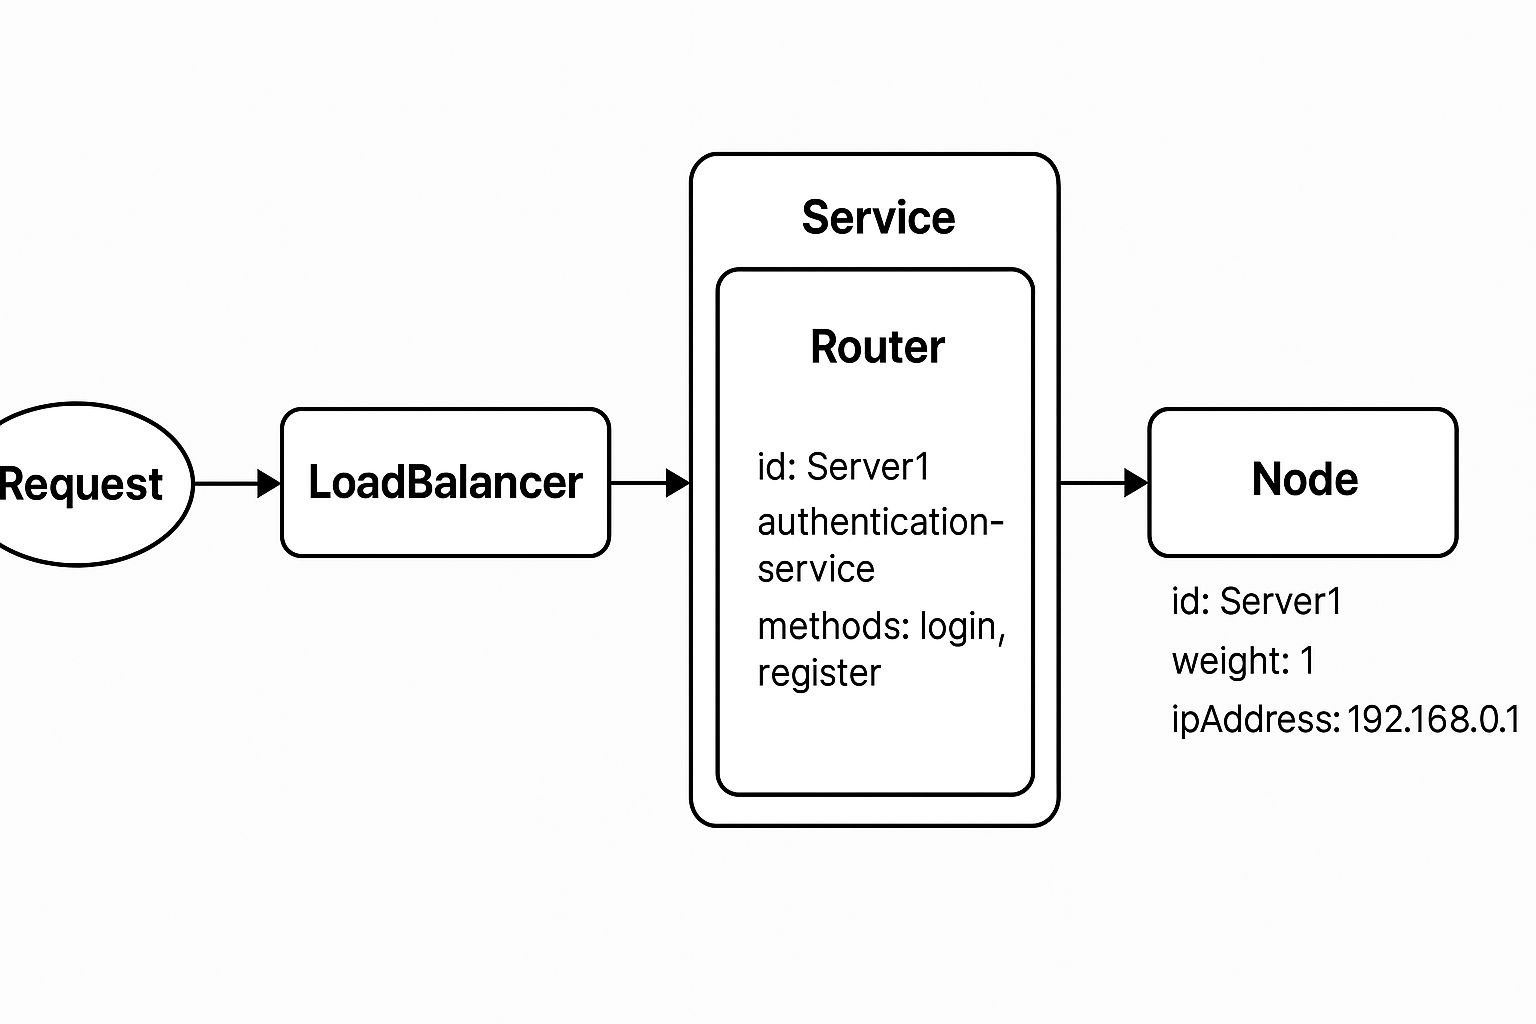 Request
LoadBalancer
Service
Router
id: Server1
authentication-
service
methods: login,
register
Node
id: Server1
weight: 1
ipAddress: 192.168.0.1